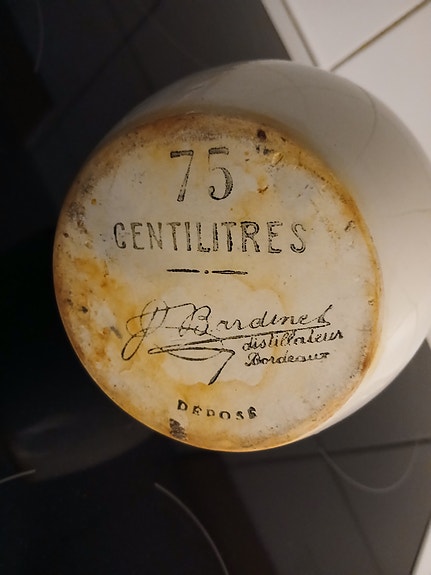 75
CENTILITRES
P. Bardinet
distillateur
Bordeaux
DEPOSÉ